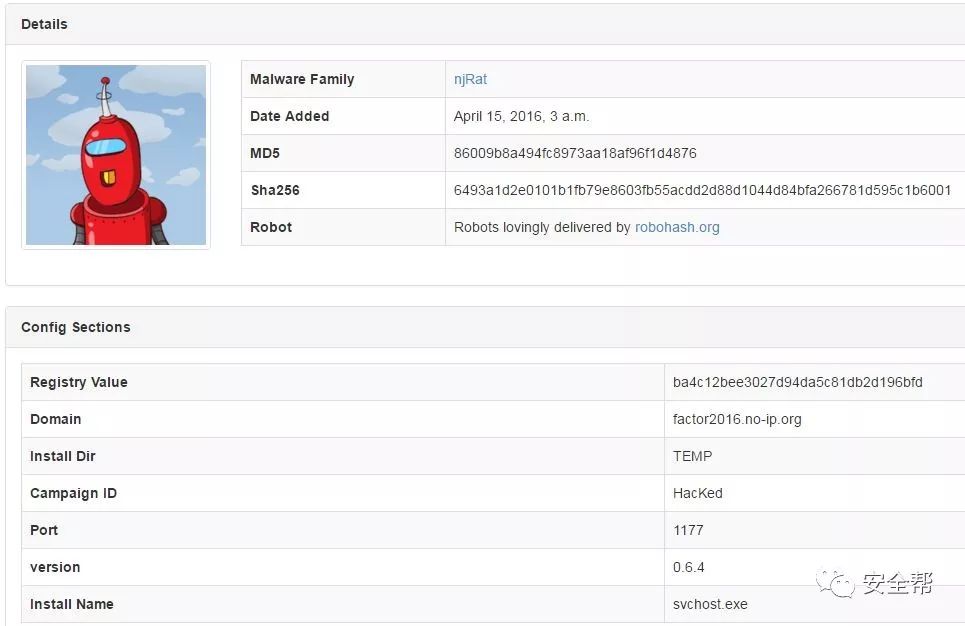 Details
Malware Family njRat
Date Added April 15, 2016, 3 a.m.
MD5 86009b8a494fc8973aa18af96f1d4876
Sha256 6493a1d2e0101b1fb79e8603fb55acdd2d88d1044d84bfa266781d595c1b6001
Robot Robots lovingly delivered by robohash.org
Config Sections
Registry Value ba4c12bee3027d94da5c81db2d196bfd
Domain factor2016.no-ip.org
Install Dir TEMP
Campaign ID HacKed
Port 1177
version 0.6.4
Install Name svchost.exe
安全帮